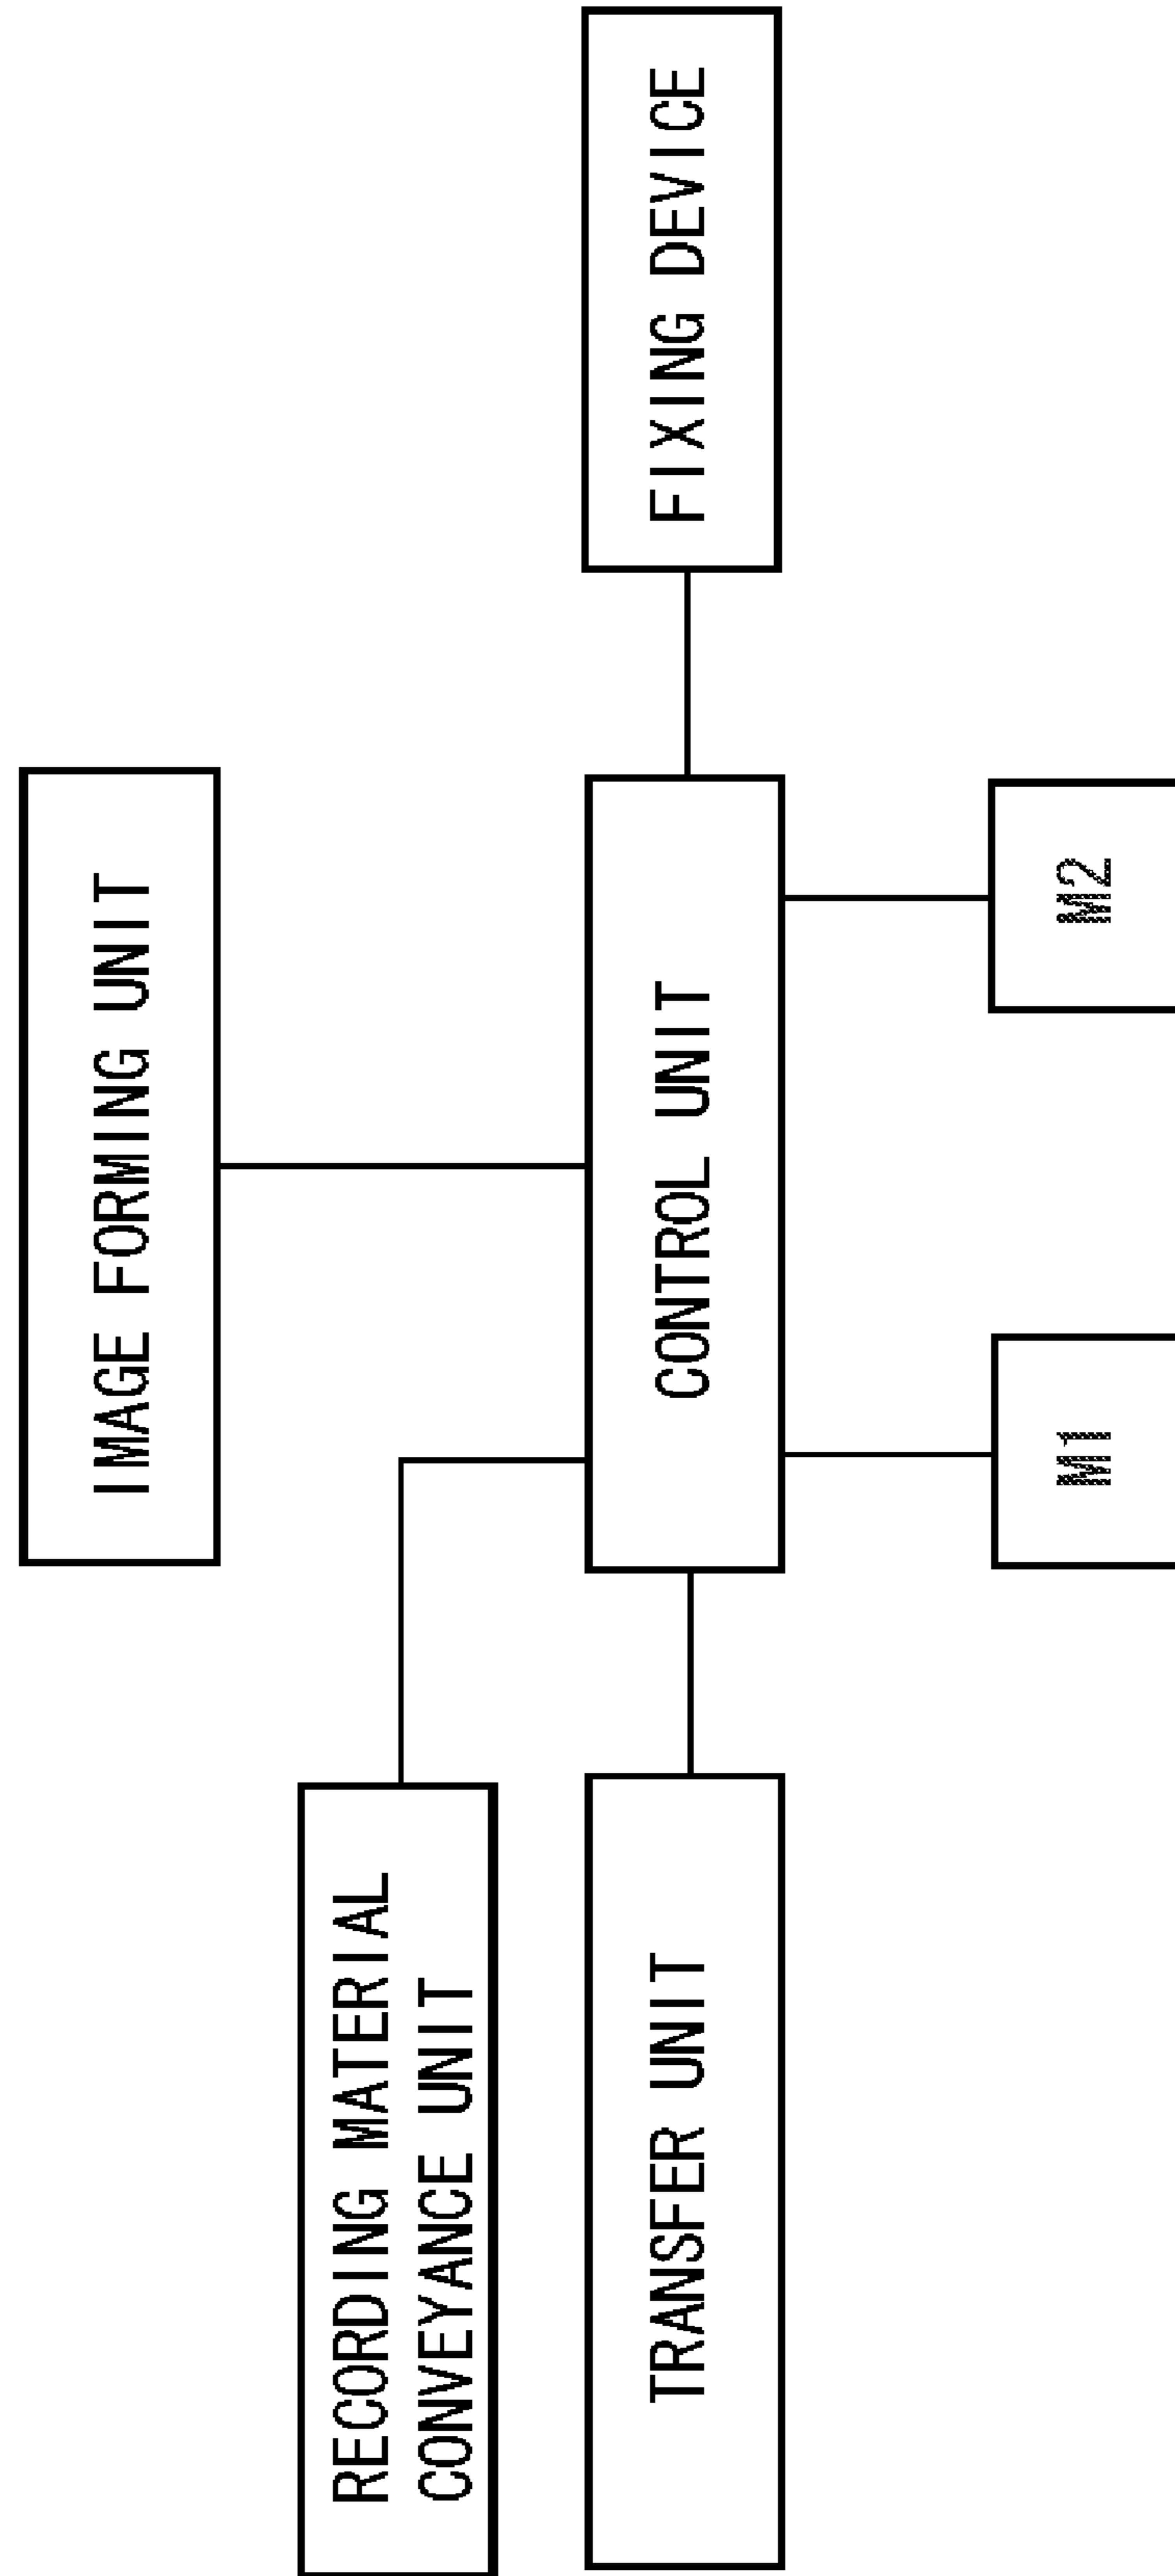 IMAGE FORMING UNIT
RECORDING MATERIAL
CONVEYANCE UNIT
TRANSFER UNIT
CONTROL UNIT
FIXING DEVICE
M1
M2